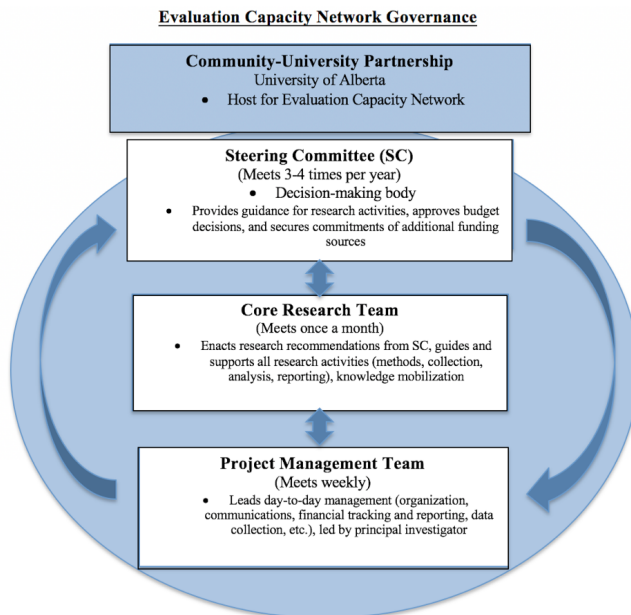 Evaluation Capacity Network Governance
Community-University Partnership
University of Alberta
• Host for Evaluation Capacity Network
Steering Committee (SC)
(Meets 3-4 times per year)
• Decision-making body
• Provides guidance for research activities, approves budget
decisions, and secures commitments of additional funding
sources
Core Research Team
(Meets once a month)
• Enacts research recommendations from SC, guides and
supports all research activities (methods, collection,
analysis, reporting), knowledge mobilization
Project Management Team
(Meets weekly)
• Leads day-to-day management (organization,
communications, financial tracking and reporting, data
collection, etc.), led by principal investigator